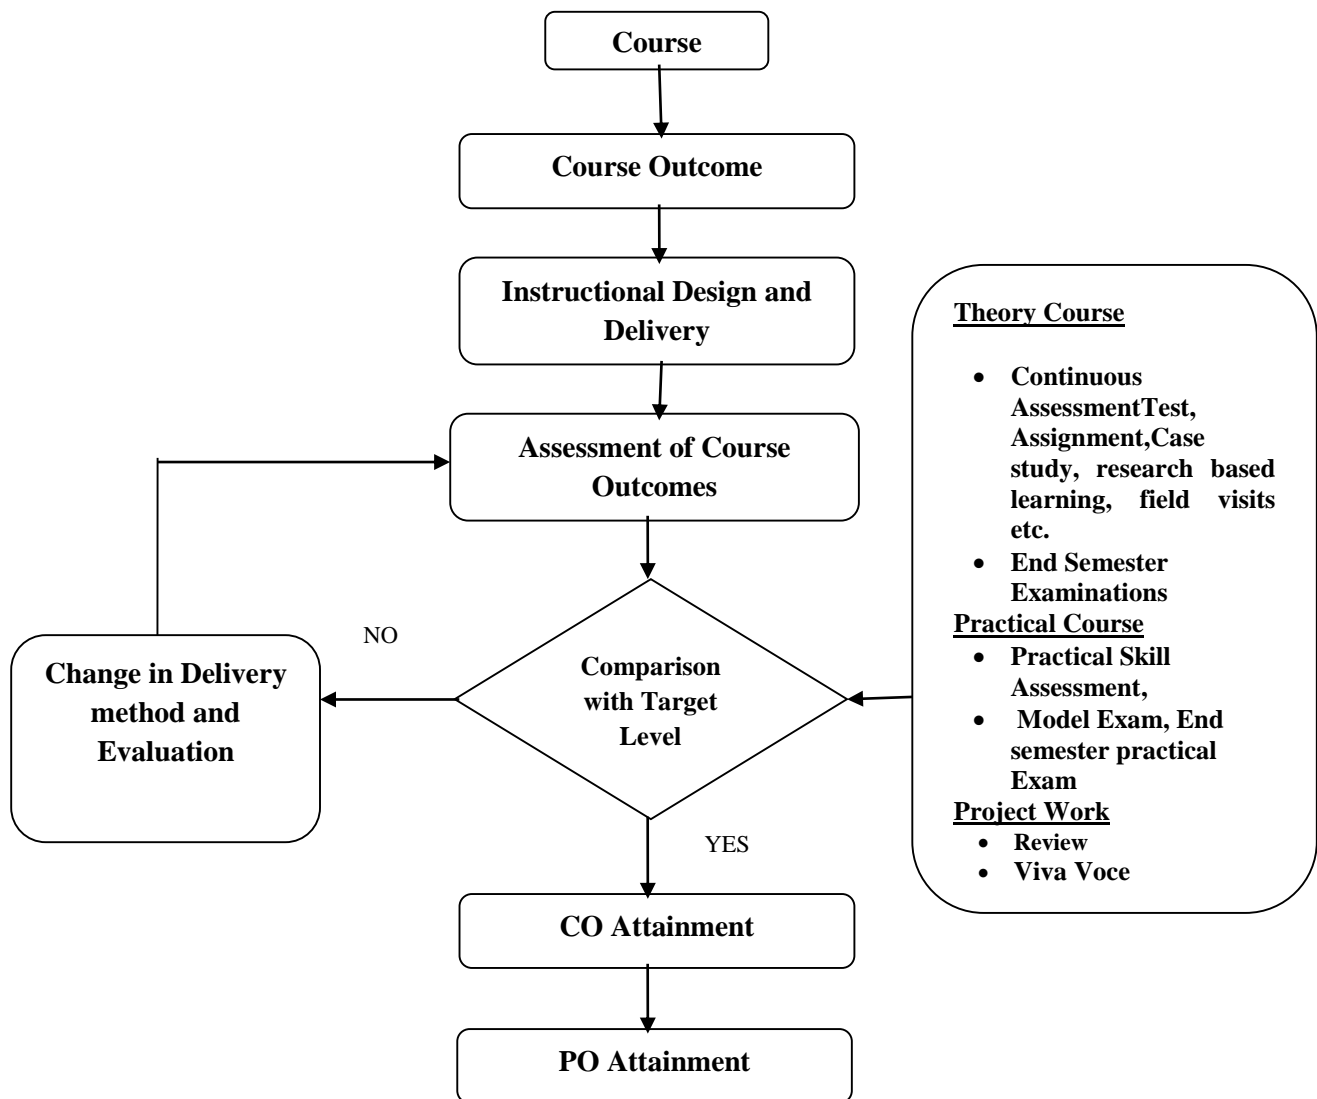 Course
Course Outcome
Instructional Design and
Delivery
Assessment of Course
Outcomes
Theory Course
• Continuous
AssessmentTest,
Assignment,Case
study, research based
learning, field visits
etc.
• End Semester
Examinations
Practical Course
• Practical Skill
Assessment,
• Model Exam, End
semester practical
Exam
Project Work
• Review
• Viva Voce
NO
Change in Delivery
method and
Evaluation
Comparison
with Target
Level
YES
CO Attainment
PO Attainment